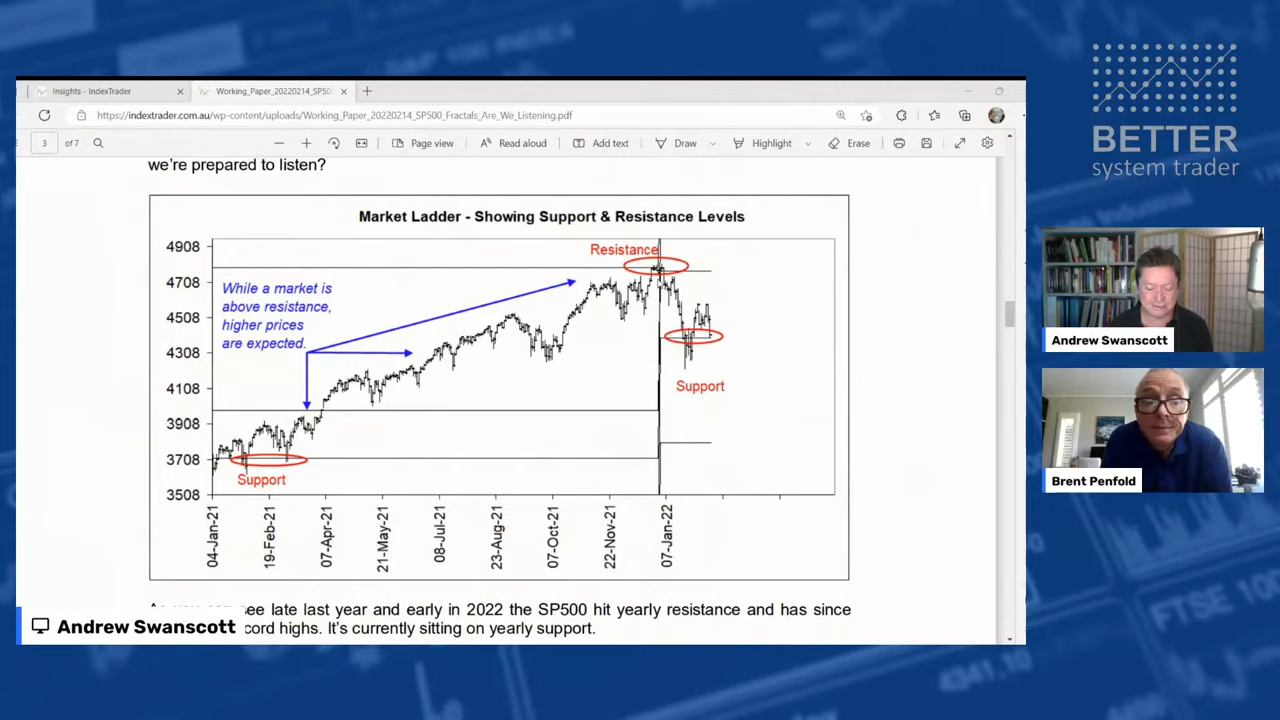 Insights - IndexTrader
Working_Paper_20220214_SP50
https://indextrader.com.au/wp-content/uploads/Working_Paper_20220214_SP500_Fractals_Are_We_Listening.pdf
3 of 7
Page view
Read aloud
Add text
Draw
Highlight
Erase
we're prepared to listen?
Market Ladder - Showing Support & Resistance Levels
4908
4708
4508
4308
4108
3908
3708
3508
Resistance
While a market is
above resistance,
higher prices
are expected.
Support
Support
04-Jan-21
19-Feb-21
07-Apr-21
21-May-21
08-Jul-21
23-Aug-21
07-Oct-21
22-Nov-21
07-Jan-22
see late last year and early in 2022 the SP500 hit yearly resistance and has since
cord highs. It's currently sitting on yearly support.
Andrew Swanscott
BETTER
system trader
Andrew Swanscott
Brent Penfold
FTSE 100
4341.10